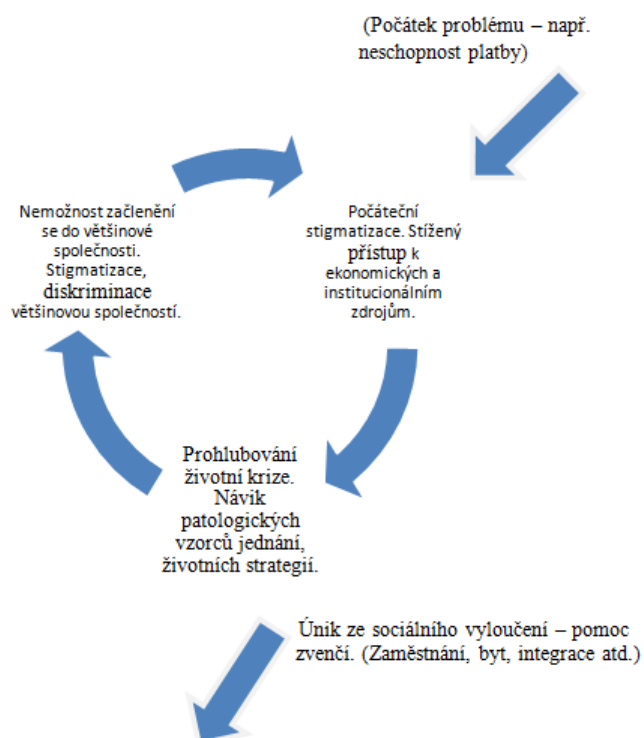 (Počátek problému – např.
neschopnost platby)
Počáteční
stigmatizace. Stížený
přístup k
ekonomických a
institucionálním
zdrojům.
Prohlubování
životní krize.
Návik
patologických
vzorců jednání,
životních strategií.
Nemožnost začlenění
se do většinové
společnosti.
Stigmatizace,
diskriminace
většinovou společností.
Únik ze sociálního vyloučení – pomoc
zvenčí. (Zaměstnání, byt, integrace atd.)